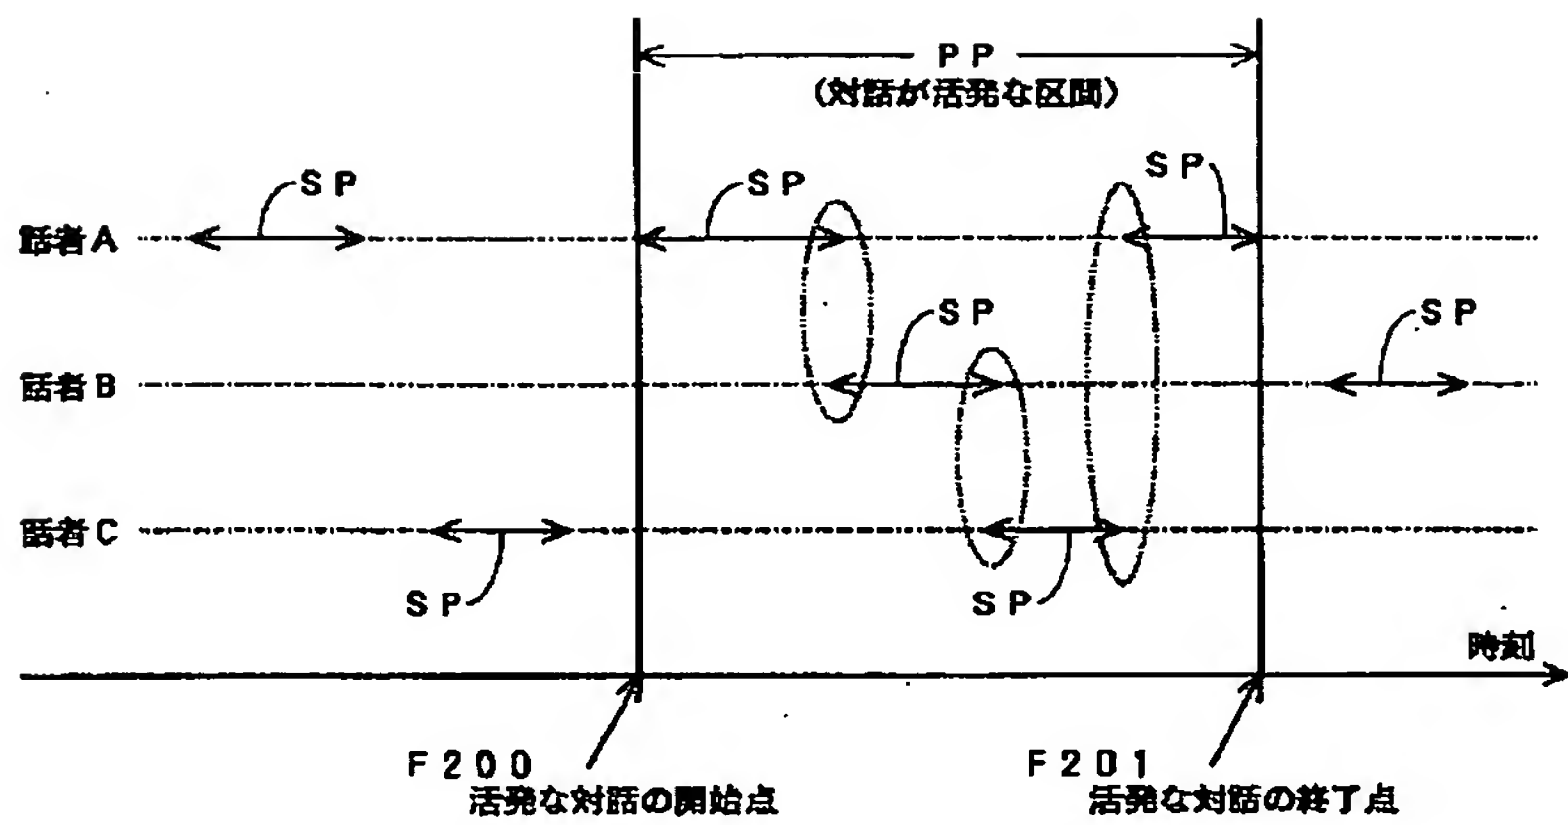 ＰＰ
（対話が活発な区間）
ＳＰ
ＳＰ
ＳＰ
話者Ａ
ＳＰ
ＳＰ
話者Ｂ
話者Ｃ
ＳＰ
ＳＰ
時刻
Ｆ２００
活発な対話の開始点
Ｆ２０１
活発な対話の終了点